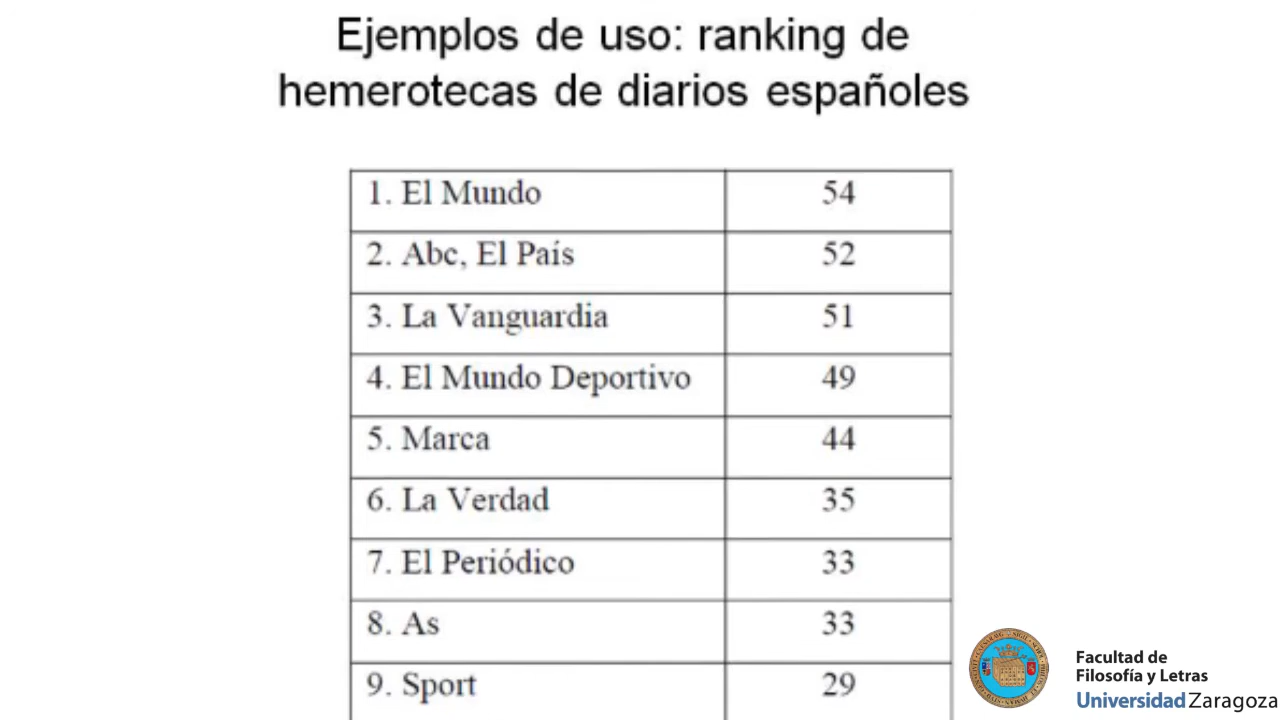 Ejemplos de uso: ranking de
hemerotecas de diarios españoles
1. El Mundo 54
2. Abc, El País 52
3. La Vanguardia 51
4. El Mundo Deportivo 49
5. Marca 44
6. La Verdad 35
7. El Periódico 33
8. As 33
9. Sport 29
Facultad de
Filosofía y Letras
Universidad Zaragoza